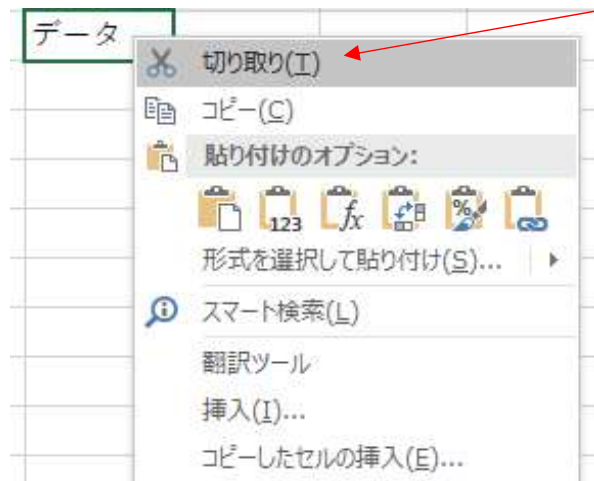 データ
切り取り(T)
コピー(C)
貼り付けのオプション:
123 fx %
形式を選択して貼り付け(S)...
スマート検索(L)
翻訳ツール
挿入(I)...
コピーしたセルの挿入(E)...